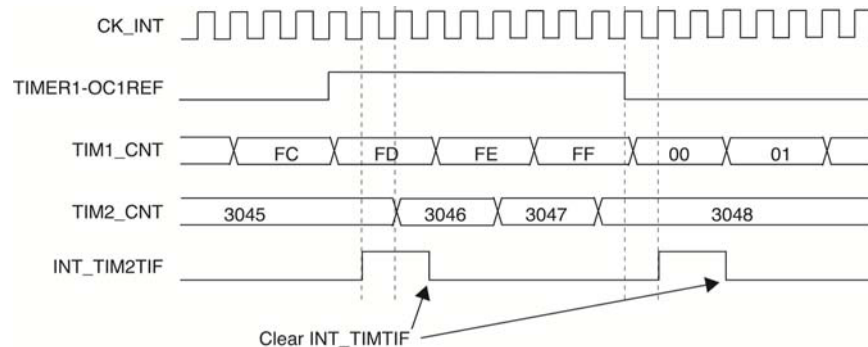 CK_INT
TIMER1-OC1REF
TIM1_CNT FC FD FE FF 00 01
TIM2_CNT 3045 3046 3047 3048
INT_TIM2TIF
Clear INT_TIMTIF